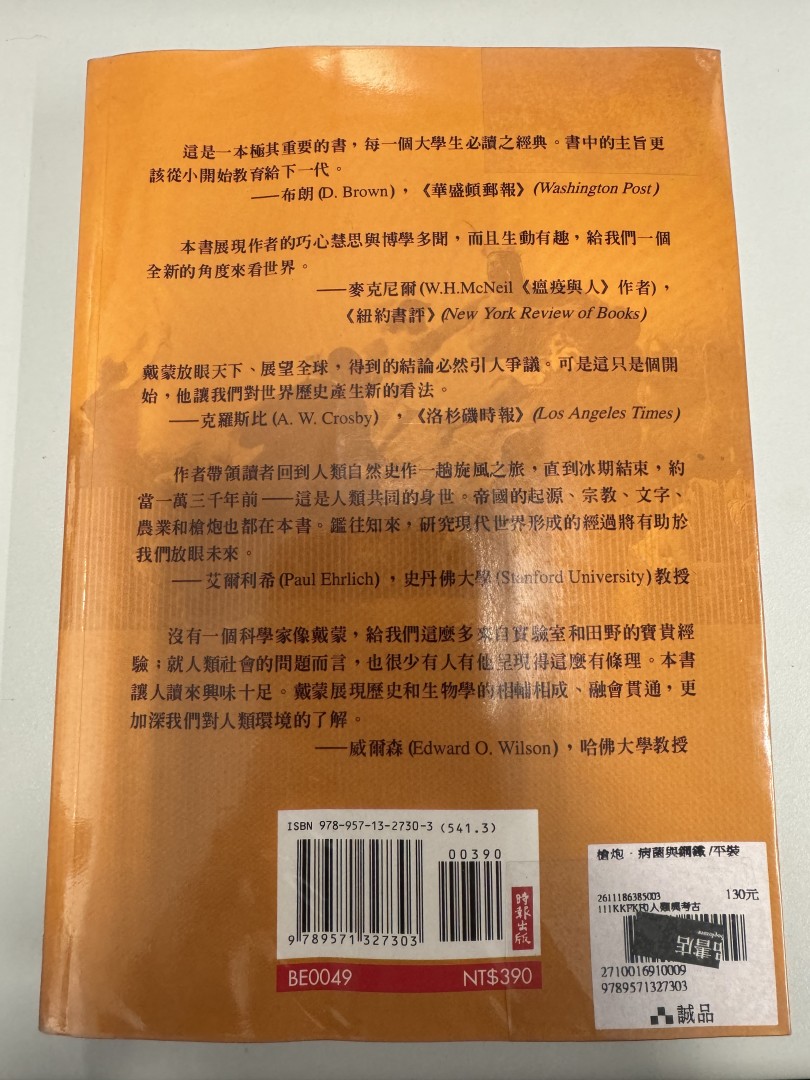 這是一本極其重要的書，每一個大學生必讀之經典。書中的主旨更
該從小開始教育給下一代。
——布朗(D. Brown)，《華盛頓郵報》(Washington Post)
本書展現作者的巧心慧思與博學多聞，而且生動有趣，給我們一個
全新的角度來看世界。
——麥克尼爾(W.H.McNeil《瘟疫與人》作者)，
《紐約書評》(New York Review of Books)
戴蒙放眼天下、展望全球，得到的結論必然引人爭議。可是這只是個開
始，他讓我們對世界歷史產生新的看法。
——克羅斯比(A. W. Crosby)，《洛杉磯時報》(Los Angeles Times)
作者帶領讀者回到人類自然史作一趟旋風之旅，直到冰期結束，約
當一萬三千年前——這是人類共同的身世。帝國的起源、宗教、文字、
農業和槍炮也都在本書。鑑往知來，研究現代世界形成的經過將有助於
我們放眼未來。
——艾爾利希(Paul Ehrlich)，史丹佛大學(Stanford University)教授
沒有一個科學家像戴蒙，給我們這麼多來自實驗室和田野的寶貴經
驗；就人類社會的問題而言，也很少有人有他呈現得這麼有條理。本書
讓人讀來興味十足。戴蒙展現歷史和生物學的相輔相成、融會貫通，更
加深我們對人類環境的了解。
——威爾森(Edward O. Wilson)，哈佛大學教授
ISBN 978-957-13-2730-3 (541.3)
00390
9 789571 327303
時報出版
BE0049 NT$390
槍炮．病菌與鋼鐵/平裝
2611186385003 130元
111KKFKF0人類與考古
書店
2710016910009
9789571327303
誠品